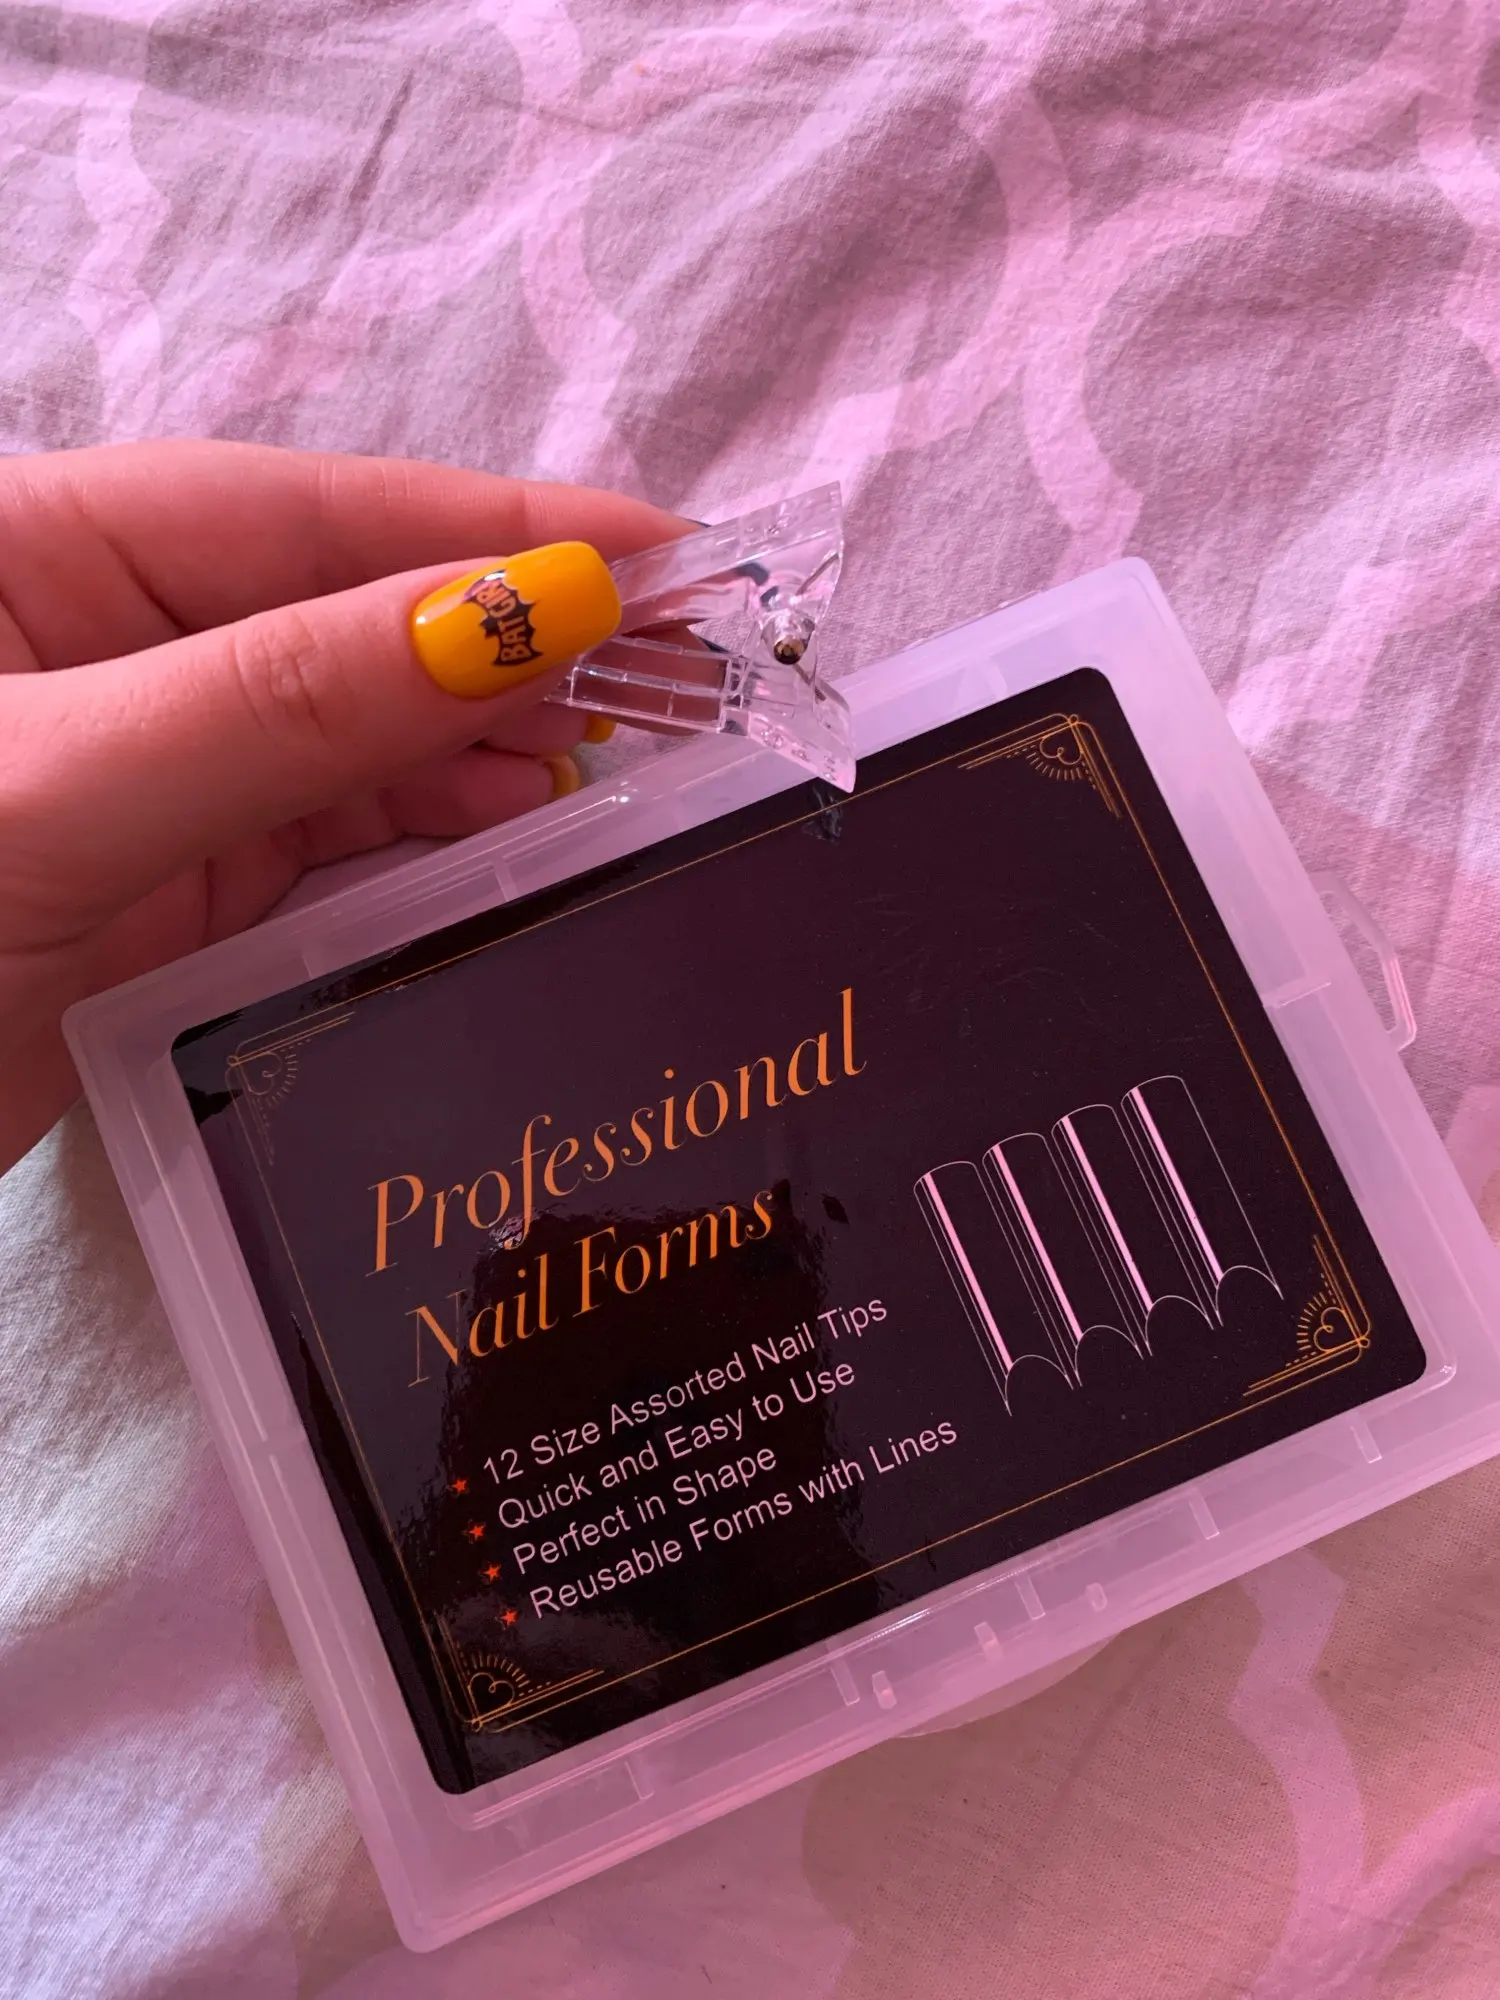 BATGIRL
Professional
Nail Forms
12 Size Assorted Nail Tips
Quick and Easy to Use
Perfect in Shape
Reusable Forms with Lines